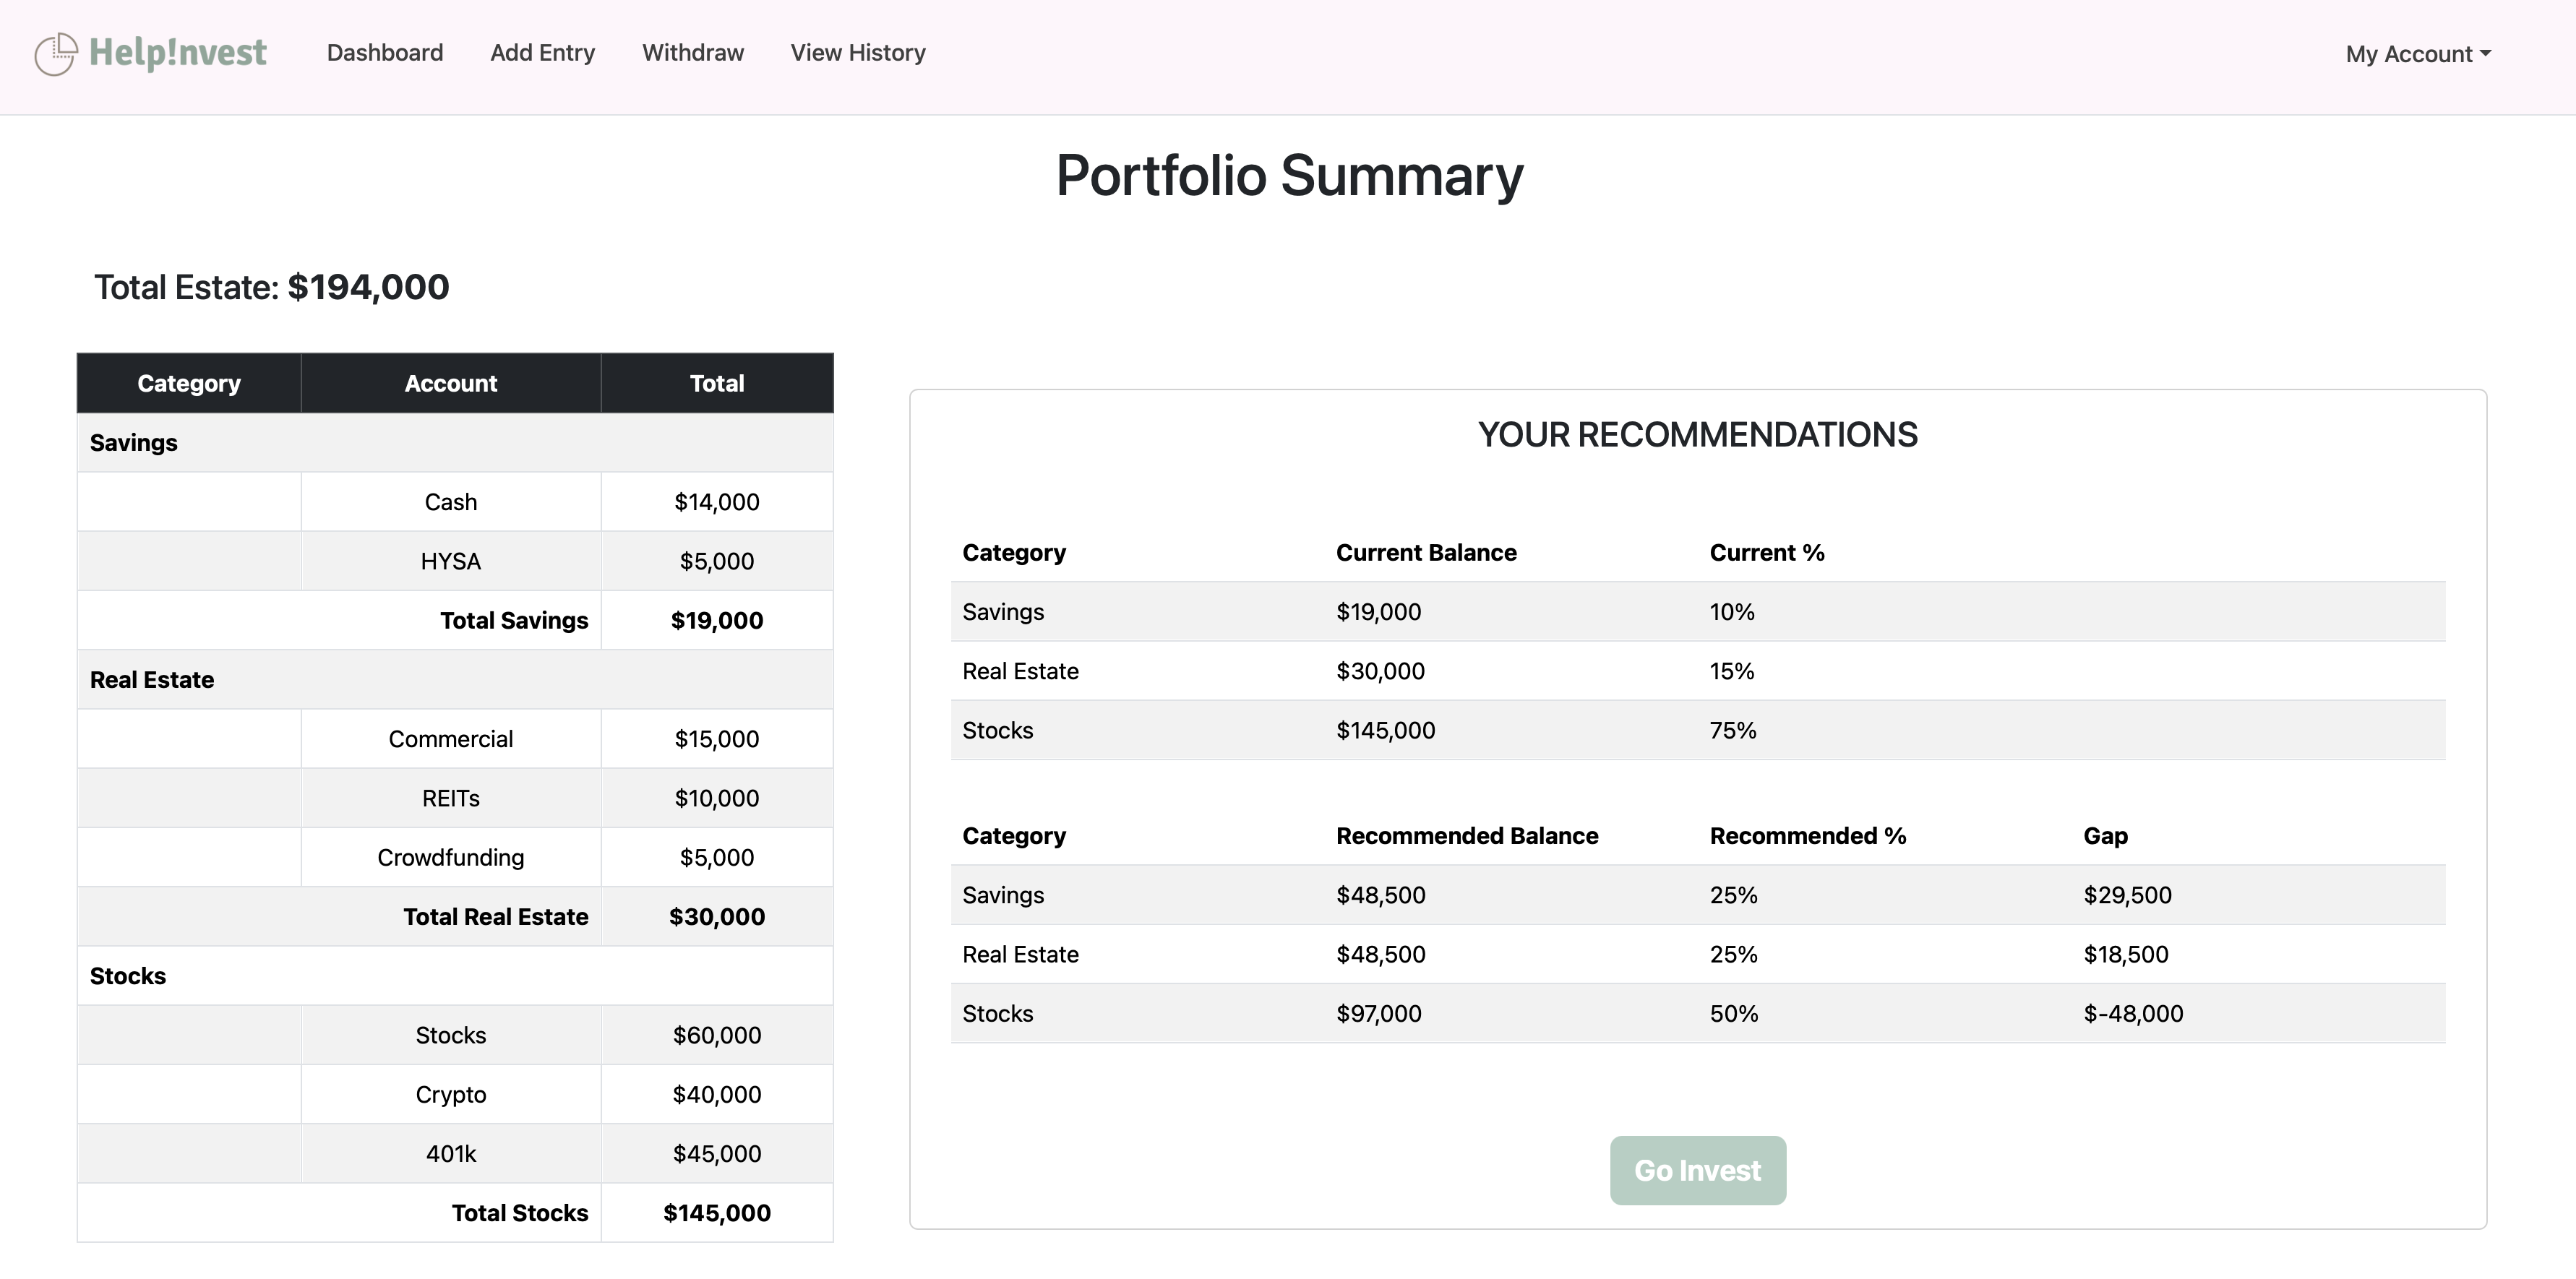 Help!nvest Dashboard Add Entry Withdraw View History My Account
Portfolio Summary
Total Estate: $194,000
Category Account Total
Savings
Cash $14,000
HYSA $5,000
Total Savings $19,000
Real Estate
Commercial $15,000
REITs $10,000
Crowdfunding $5,000
Total Real Estate $30,000
Stocks
Stocks $60,000
Crypto $40,000
401k $45,000
Total Stocks $145,000
YOUR RECOMMENDATIONS
Category Current Balance Current %
Savings $19,000 10%
Real Estate $30,000 15%
Stocks $145,000 75%
Category Recommended Balance Recommended % Gap
Savings $48,500 25% $29,500
Real Estate $48,500 25% $18,500
Stocks $97,000 50% $-48,000
Go Invest